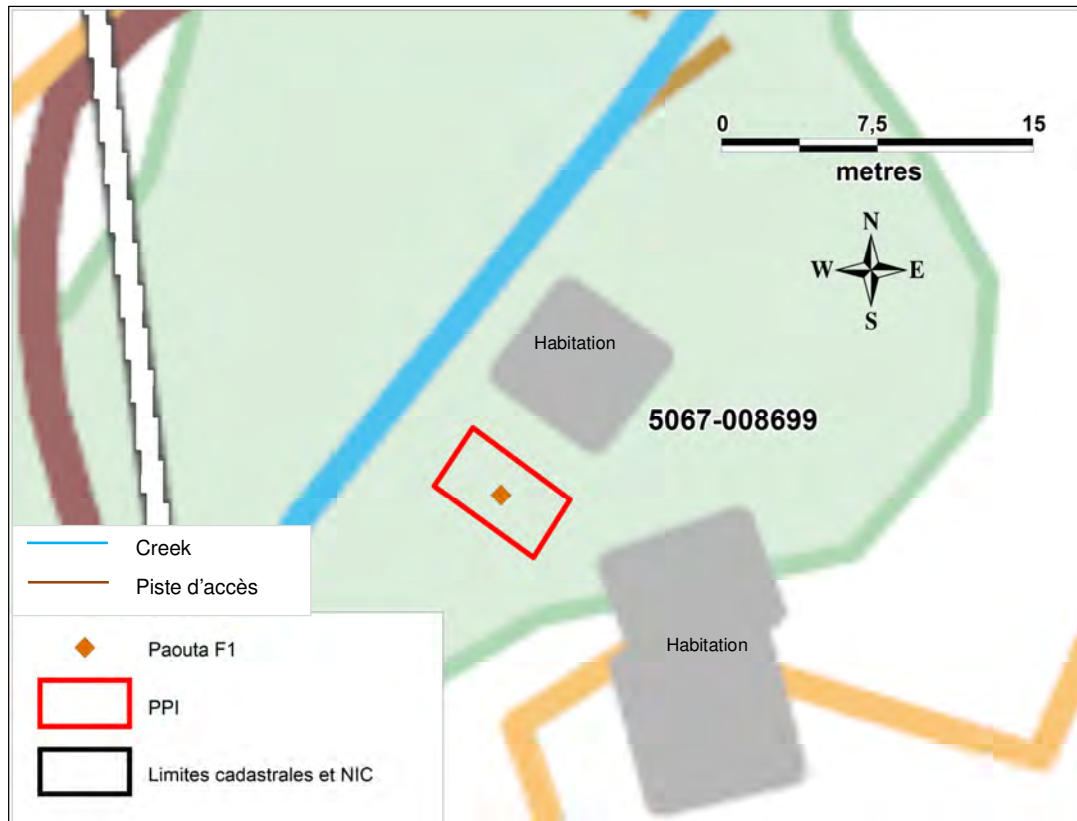 0 7,5 15
metres
N
W E
S
Habitation
5067-008699
Habitation
Creek
Piste d'accès
Paouta F1
PPI
Limites cadastrales et NIC